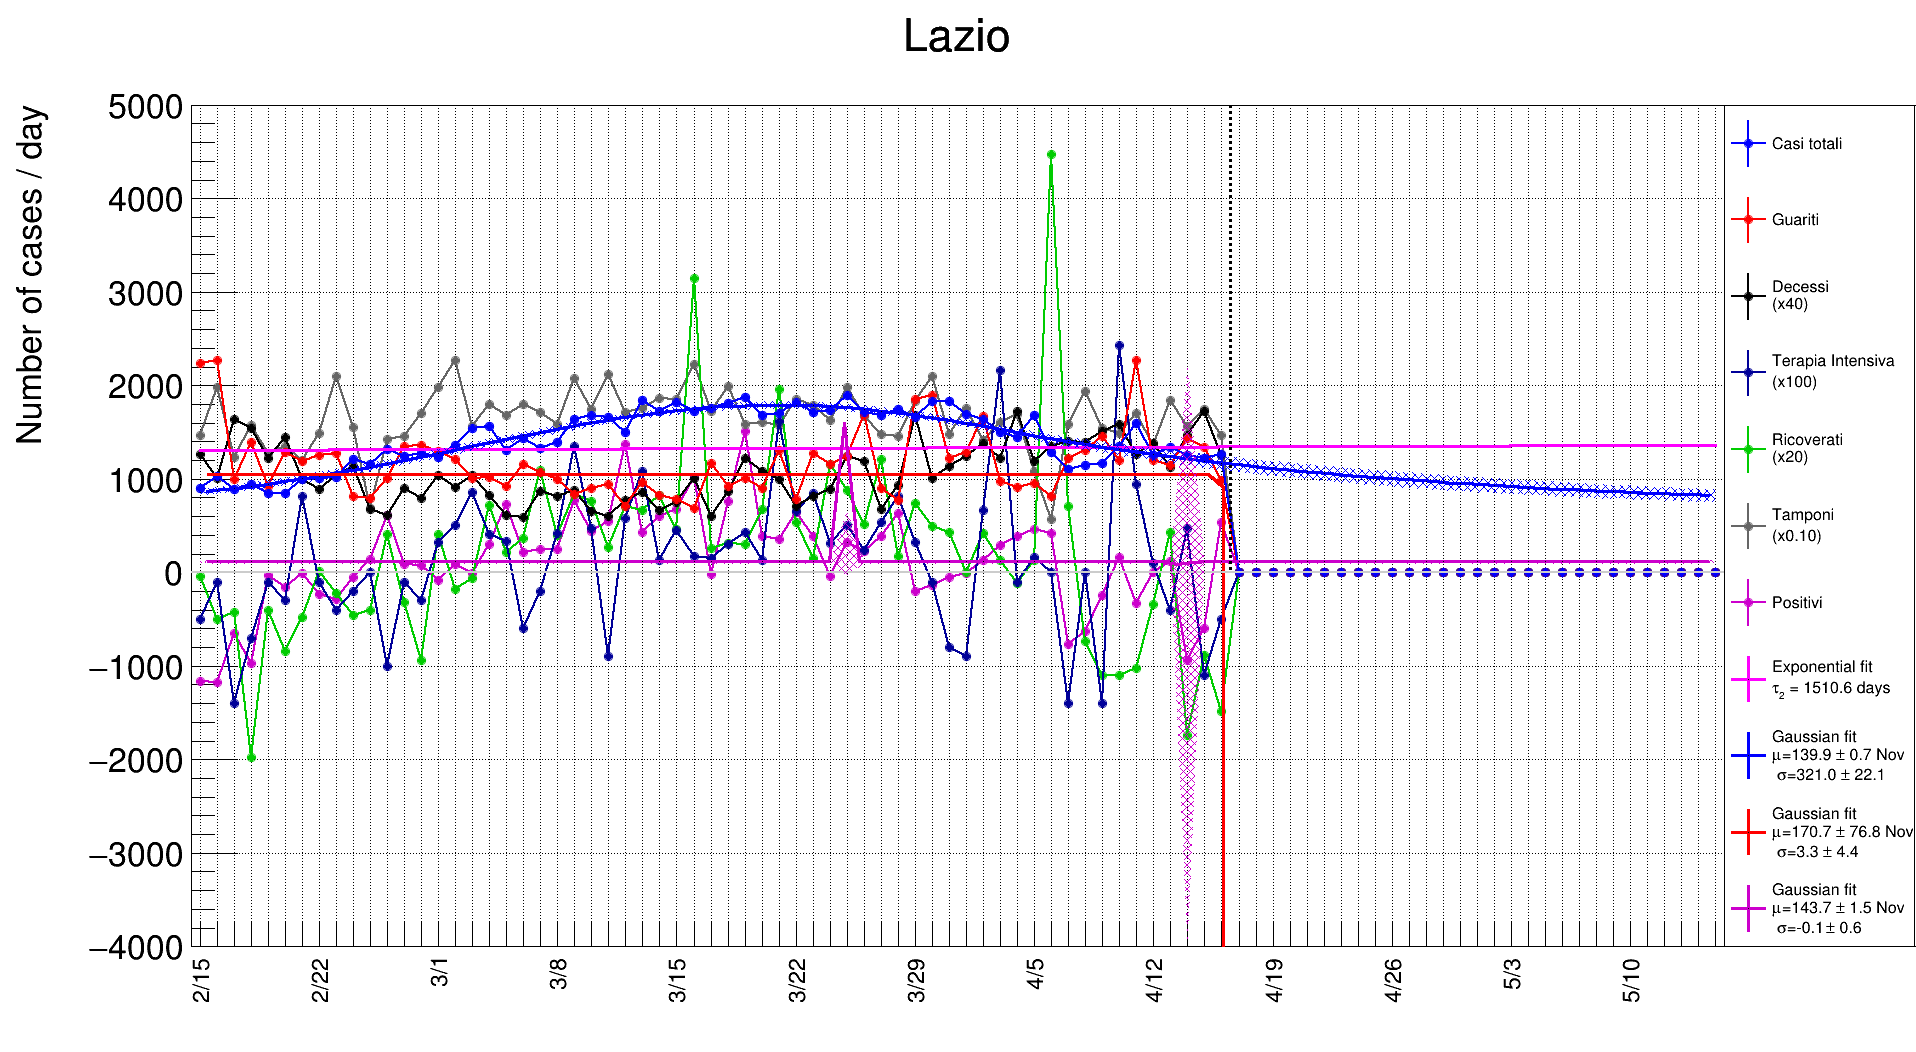 Lazio
Number of cases / day
5000
4000
3000
2000
1000
0
−1000
−2000
−3000
−4000
2/15
2/22
3/1
3/8
3/15
3/22
3/29
4/5
4/12
4/19
4/26
5/3
5/10
Casi totali
Guariti
Decessi
(x40)
Terapia Intensiva
(x100)
Ricoverati
(x20)
Tamponi
(x0.10)
Positivi
Exponential fit
τ2 = 1510.6 days
Gaussian fit
μ=139.9 ± 0.7 Nov
σ=321.0 ± 22.1
Gaussian fit
μ=170.7 ± 76.8 Nov
σ=3.3 ± 4.4
Gaussian fit
μ=143.7 ± 1.5 Nov
σ=-0.1 ± 0.6